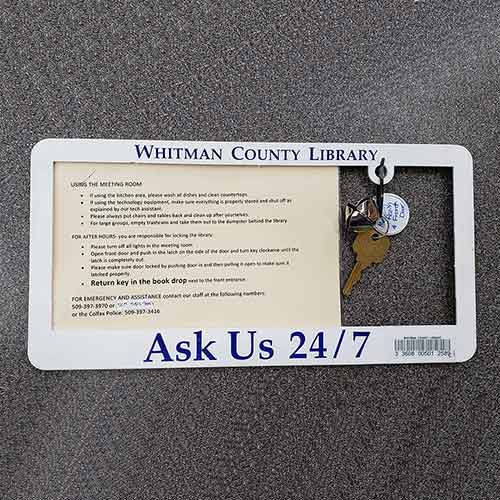 WHITMAN COUNTY LIBRARY
USING THE MEETING ROOM
• If using the kitchen area, please wash all dishes and clean countertops.
• If using the technology equipment, make sure everything is properly stored and shut off as
explained by our tech assistant.
• Please always put chairs and tables back and clean up after yourselves.
• For large groups, empty trashcans and take them out to the dumpster behind the library
FOR AFTER HOURS- you are responsible for locking the library:
• Please turn off all lights in the meeting room
• Open front door and push in the latch on the side of the door and turn key clockwise until the
latch is completely out.
• Please make sure door locked by pushing door in and then pulling it open to make sure it
latched properly.
• Return key in the book drop next to the front entrance.
FOR EMERGENCY AND ASSISTANCE contact our staff at the following numbers:
509-397-3970 or
or the Colfax Police: 509-397-3416
& Front
Door
Ask Us 24/7